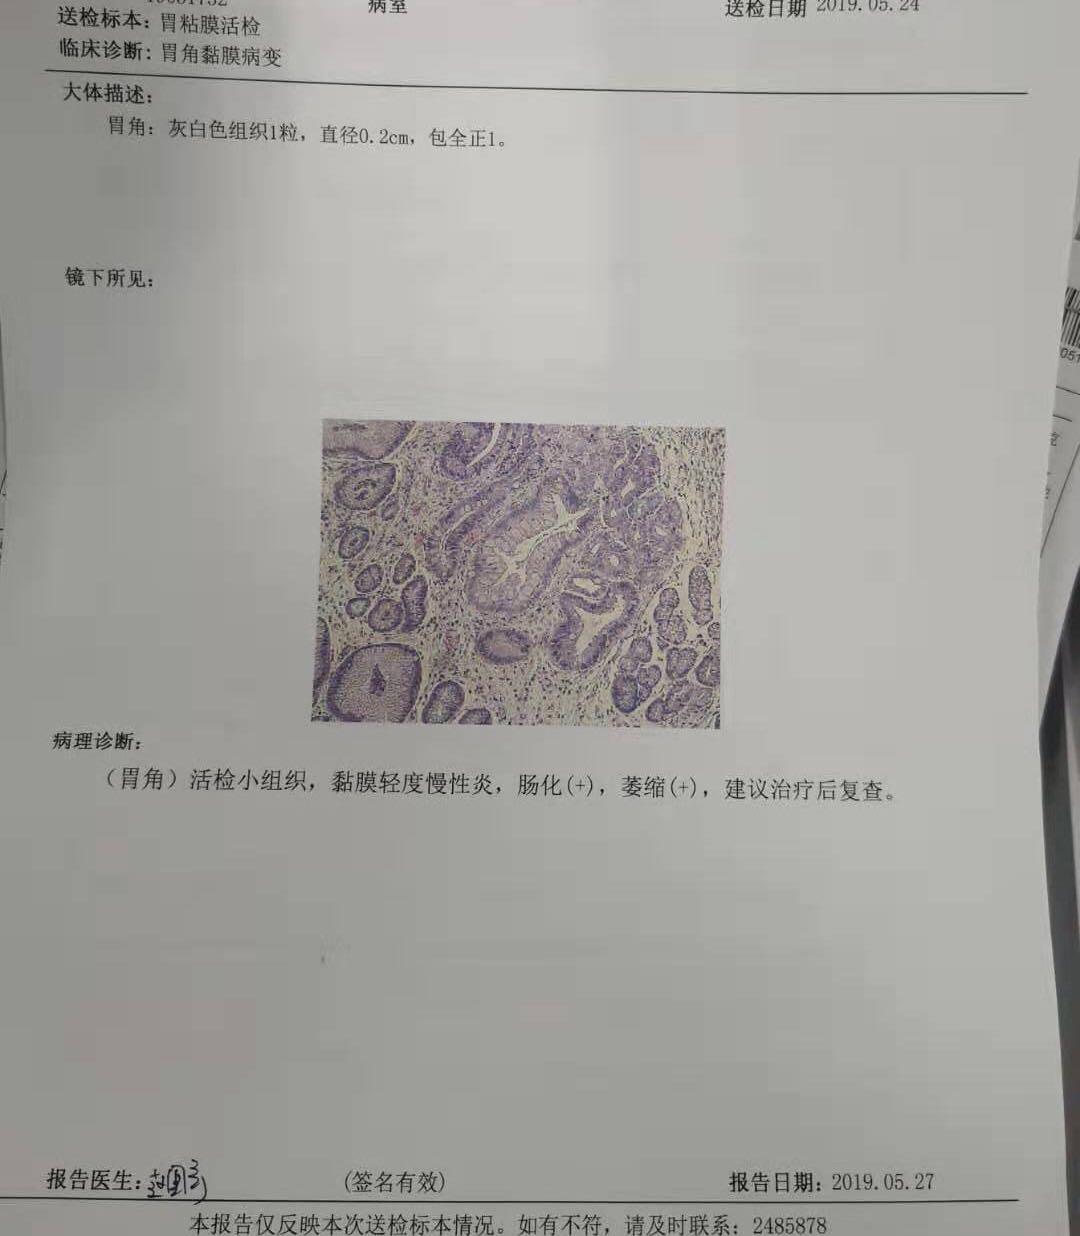 病室
送检日期 2019.05.24
送检标本：胃粘膜活检
临床诊断：胃角黏膜病变
大体描述：
胃角：灰白色组织1粒，直径0.2cm，包全正1。
镜下所见：
病理诊断：
（胃角）活检小组织，黏膜轻度慢性炎，肠化(+)，萎缩(+)，建议治疗后复查。
报告医生：
(签名有效)
报告日期：2019.05.27
本报告仅反映本次送检标本情况。如有不符，请及时联系：2485878